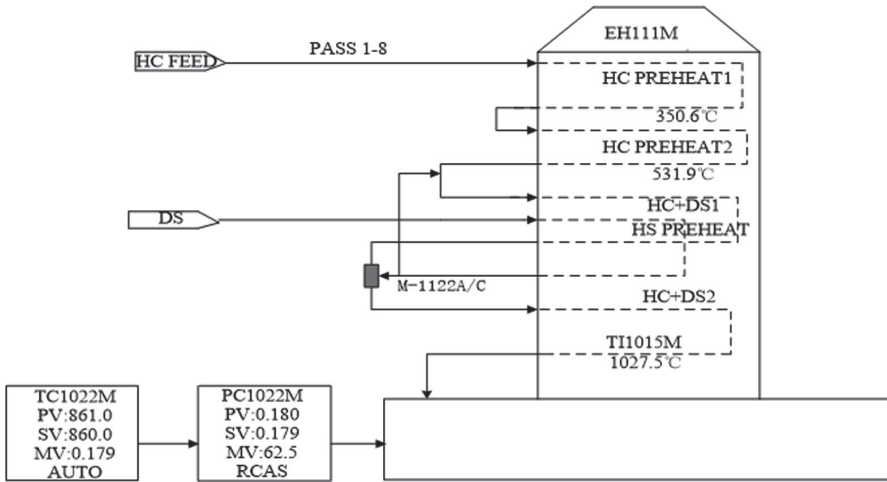 EH111M
HC FEED
PASS 1-8
HC PREHEAT1
350.6℃
HC PREHEAT2
531.9℃
HC+DS1
DS
HS PREHEAT
M-1122A/C
HC+DS2
TI1015M
1027.5℃
TC1022M
PV:861.0
SV:860.0
MV:0.179
AUTO
PC1022M
PV:0.180
SV:0.179
MV:62.5
RCAS